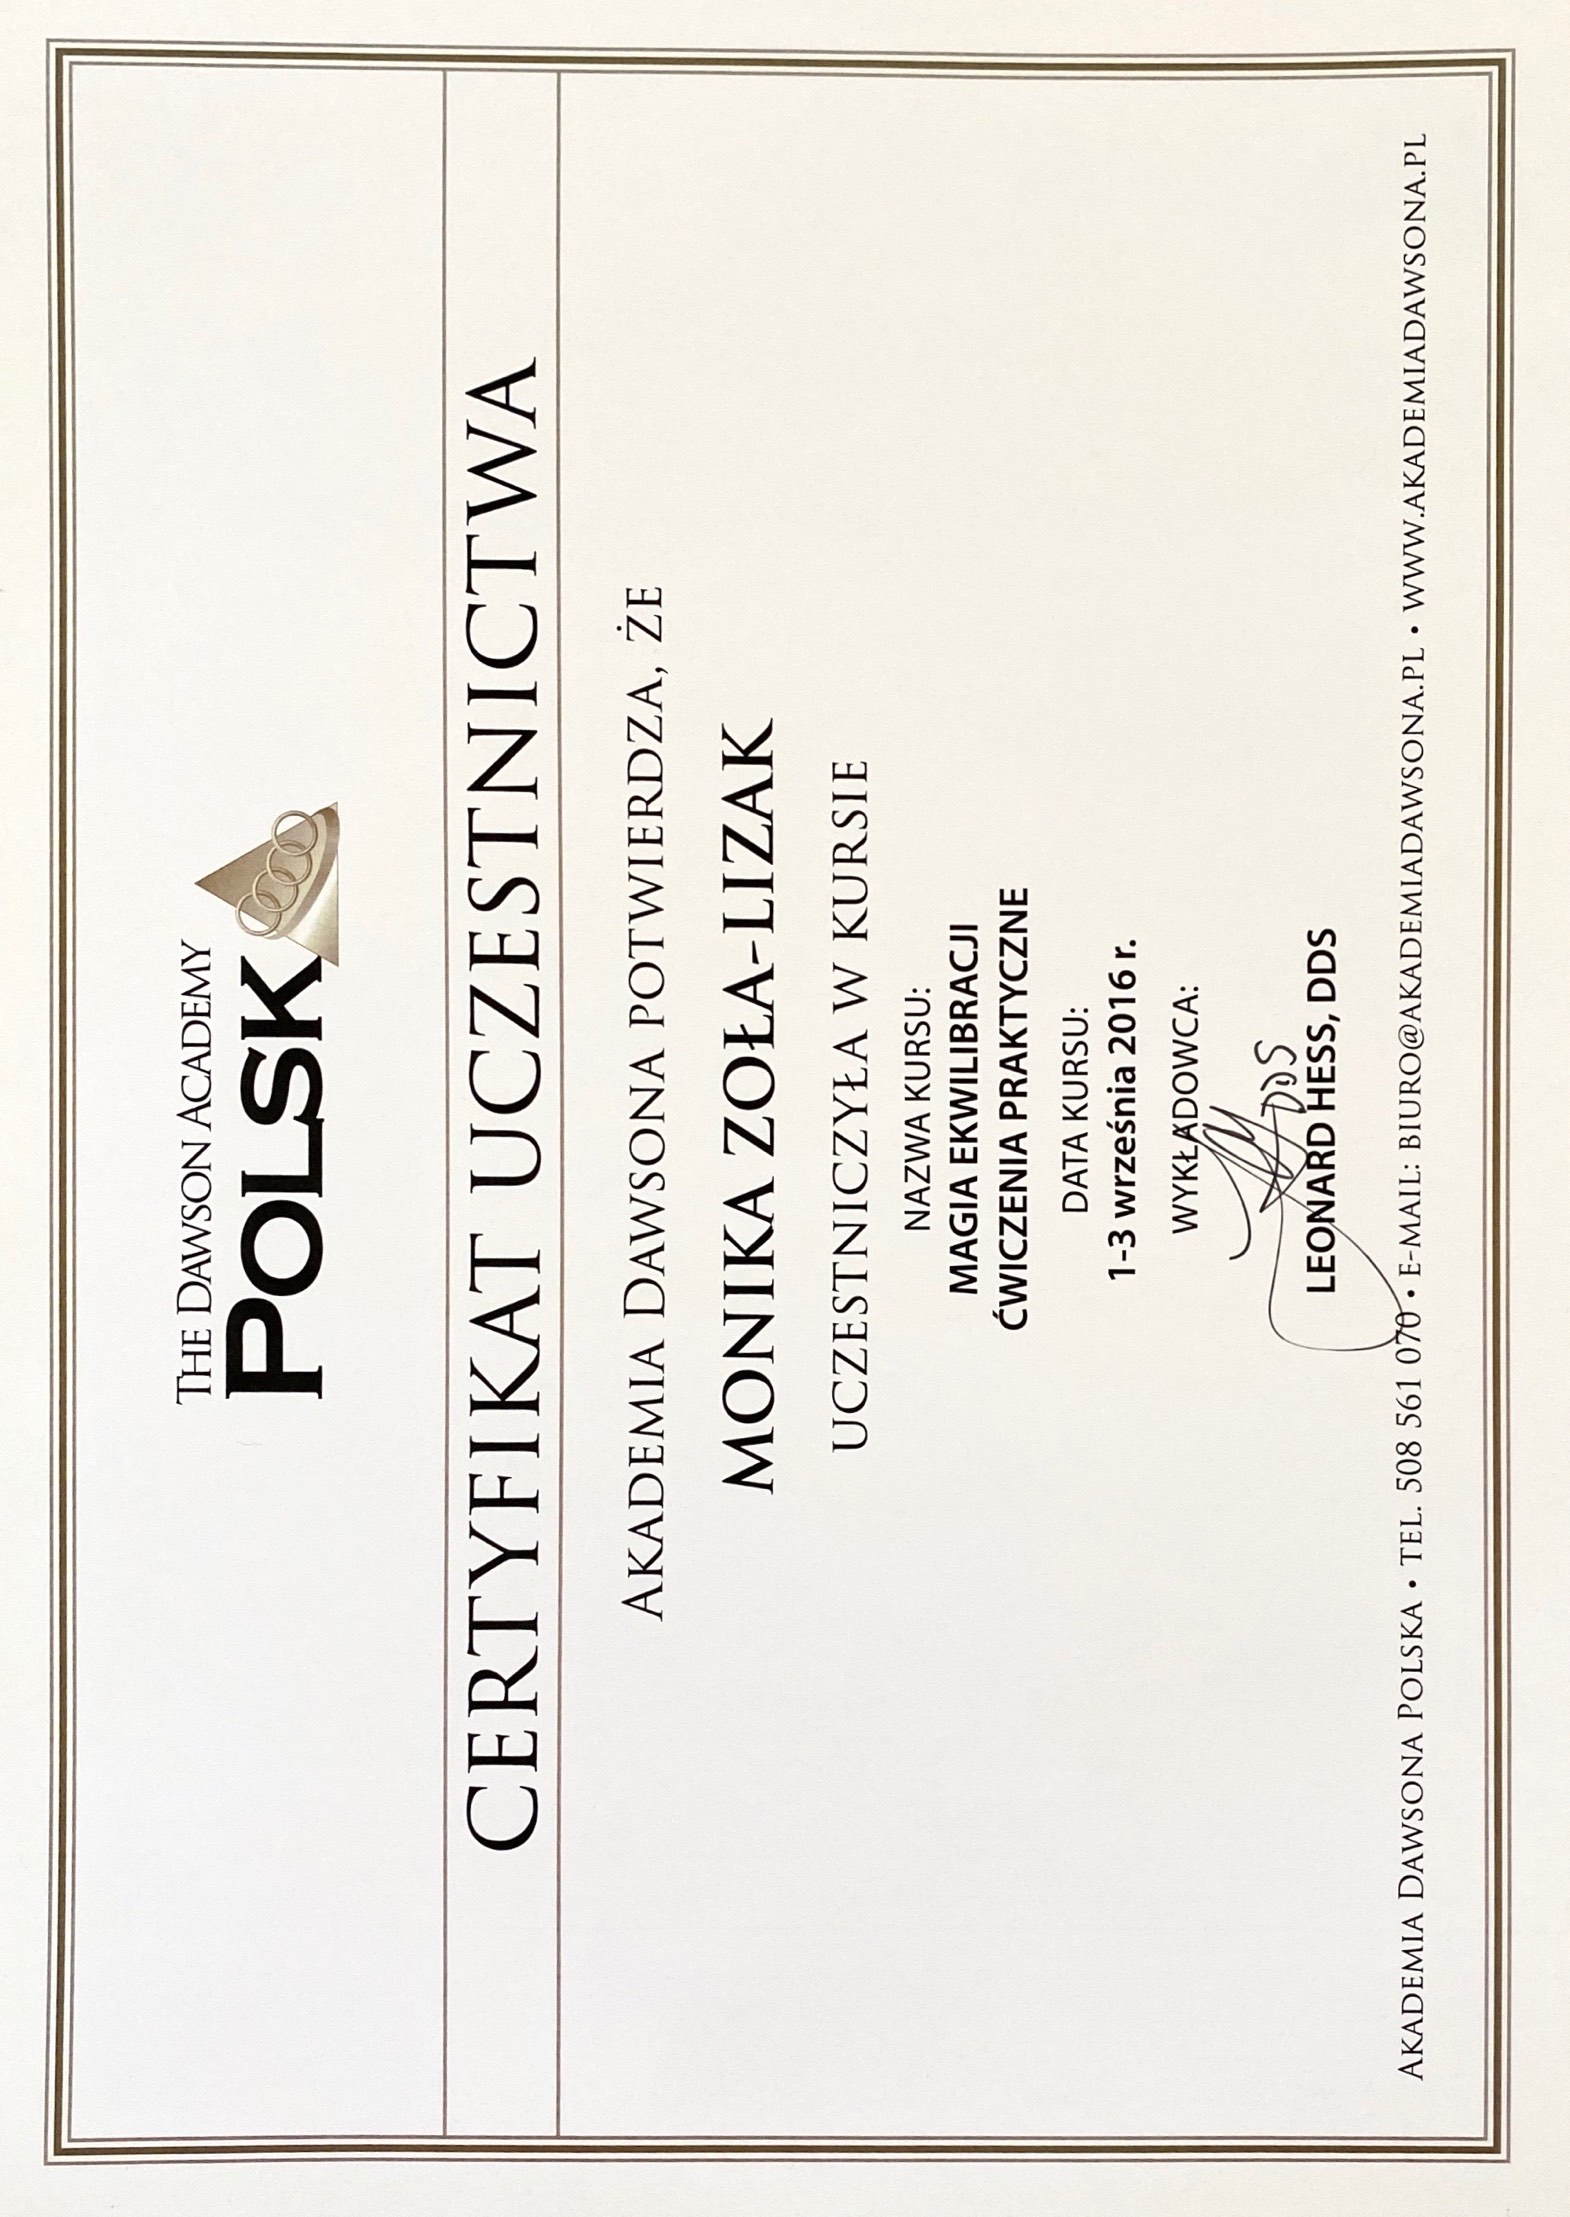 The Dawson Academy
Polsk
Certyfikat Uczestnictwa
Akademia Dawsona potwierdza, że
MONIKA ZOŁA-LIZAK
UCZESTNICZYŁA W KURSIE
NAZWA KURSU:
MAGIA EKWILIBRACJI
ĆWICZENIA PRAKTYCZNE
DATA KURSU:
1-3 września 2016 r.
WYKŁADOWCA:
DDS
LEONARD HESS, DDS
Akademia Dawsona Polska • tel. 508 561 070 • e-mail: biuro@akademiadawsona.pl • www.akademiadawsona.pl